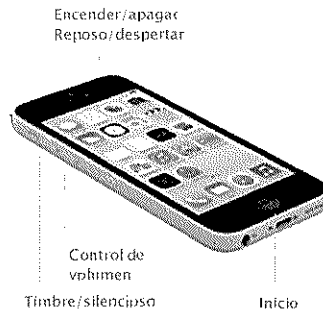 Encender/apagar
Reposo/despertar
Control de
volumen
Timbre/silencioso
Inicio